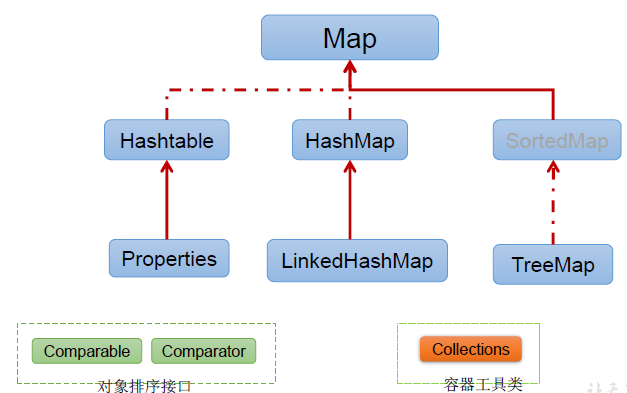 Map
Hashtable
HashMap
SortedMap
Properties
LinkedHashMap
TreeMap
Comparable
Comparator
Collections
对象排序接口
容器工具类